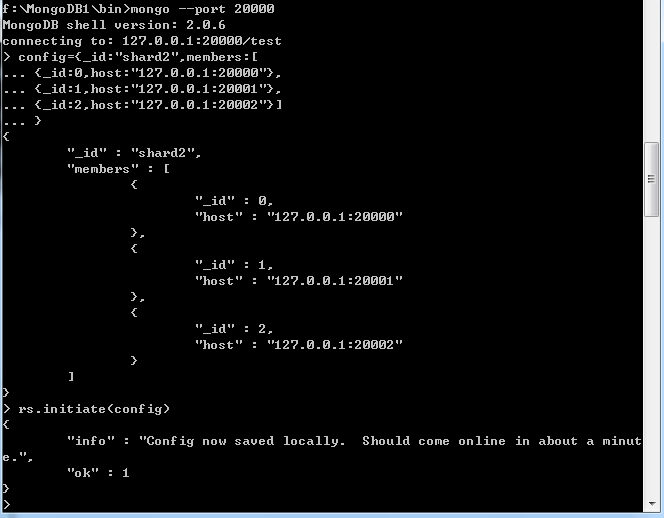 f:\MongoDB1\bin>mongo --port 20000
MongoDB shell version: 2.0.6
connecting to: 127.0.0.1:20000/test
> config={_id:"shard2",members:[
... {_id:0,host:"127.0.0.1:20000"},
... {_id:1,host:"127.0.0.1:20001"},
... {_id:2,host:"127.0.0.1:20002"}]
... }
{
        "_id" : "shard2",
        "members" : [
                {
                        "_id" : 0,
                        "host" : "127.0.0.1:20000"
                },
                {
                        "_id" : 1,
                        "host" : "127.0.0.1:20001"
                },
                {
                        "_id" : 2,
                        "host" : "127.0.0.1:20002"
                }
        ]
}
> rs.initiate(config)
{
        "info" : "Config now saved locally.  Should come online in about a minut
e.",
        "ok" : 1
}
>